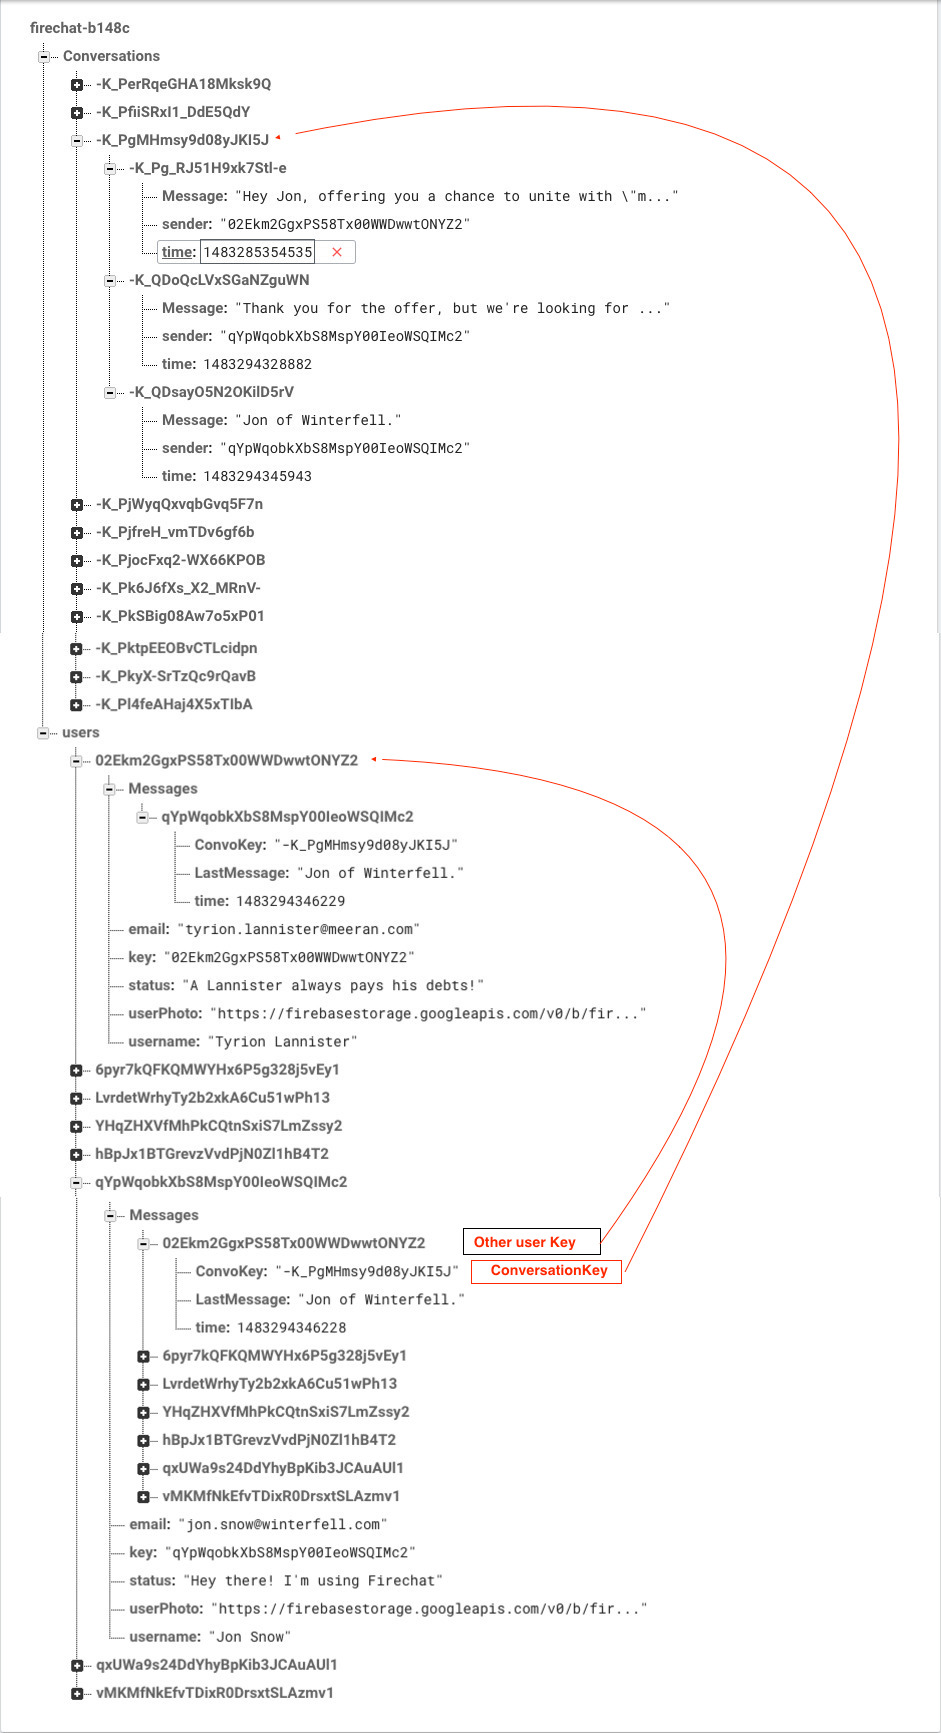 firechat-b148c
Conversations
-K_PerRqeGHA18Mksk9Q
-K_PfiiSRxI1_DdE5QdY
-K_PgMHmsy9d08yJKI5J
-K_Pg_RJ51H9xk7Stl-e
Message: "Hey Jon, offering you a chance to unite with \"m..."
sender: "02Ekm2GgxPS58Tx00WWDwwtONYZ2"
time: 1483285354535 ×
-K_QDoQcLVxSGaNZguWN
Message: "Thank you for the offer, but we're looking for ..."
sender: "qYpWqobkXbS8MspY00IeoWSQIMc2"
time: 1483294328882
-K_QDsayO5N2OKilD5rV
Message: "Jon of Winterfell."
sender: "qYpWqobkXbS8MspY00IeoWSQIMc2"
time: 1483294345943
-K_PjWyqQxvqbGvq5F7n
-K_PjfreH_vmTDv6gf6b
-K_PjocFxq2-WX66KPOB
-K_Pk6J6fXs_X2_MRnV-
-K_PkSBig08Aw7o5xP01
-K_PktpEEOBvCTLcidpn
-K_PkyX-SrTzQc9rQavB
-K_Pl4feAHaj4X5xTIbA
users
02Ekm2GgxPS58Tx00WWDwwtONYZ2
Messages
qYpWqobkXbS8MspY00IeoWSQIMc2
ConvoKey: "-K_PgMHmsy9d08yJKI5J"
LastMessage: "Jon of Winterfell."
time: 1483294346229
email: "tyrion.lannister@meeran.com"
key: "02Ekm2GgxPS58Tx00WWDwwtONYZ2"
status: "A Lannister always pays his debts!"
userPhoto: "https://firebasestorage.googleapis.com/v0/b/fir..."
username: "Tyrion Lannister"
6pyr7kQFKQMWYHx6P5g328j5vEy1
LvrdetWrhyTy2b2xkA6Cu51wPh13
YHqZHXVfMhPkCQtnSxiS7LmZssy2
hBpJx1BTGrevzVvdPjN0Zl1hB4T2
qYpWqobkXbS8MspY00IeoWSQIMc2
Messages
02Ekm2GgxPS58Tx00WWDwwtONYZ2 Other user Key
ConvoKey: "-K_PgMHmsy9d08yJKI5J" ConversationKey
LastMessage: "Jon of Winterfell."
time: 1483294346228
6pyr7kQFKQMWYHx6P5g328j5vEy1
LvrdetWrhyTy2b2xkA6Cu51wPh13
YHqZHXVfMhPkCQtnSxiS7LmZssy2
hBpJx1BTGrevzVvdPjN0Zl1hB4T2
qxUWa9s24DdYhyBpKib3JCAuAUl1
vMKMfNkEfvTDixR0DrsxtSLAzmv1
email: "jon.snow@winterfell.com"
key: "qYpWqobkXbS8MspY00IeoWSQIMc2"
status: "Hey there! I'm using Firechat"
userPhoto: "https://firebasestorage.googleapis.com/v0/b/fir..."
username: "Jon Snow"
qxUWa9s24DdYhyBpKib3JCAuAUl1
vMKMfNkEfvTDixR0DrsxtSLAzmv1